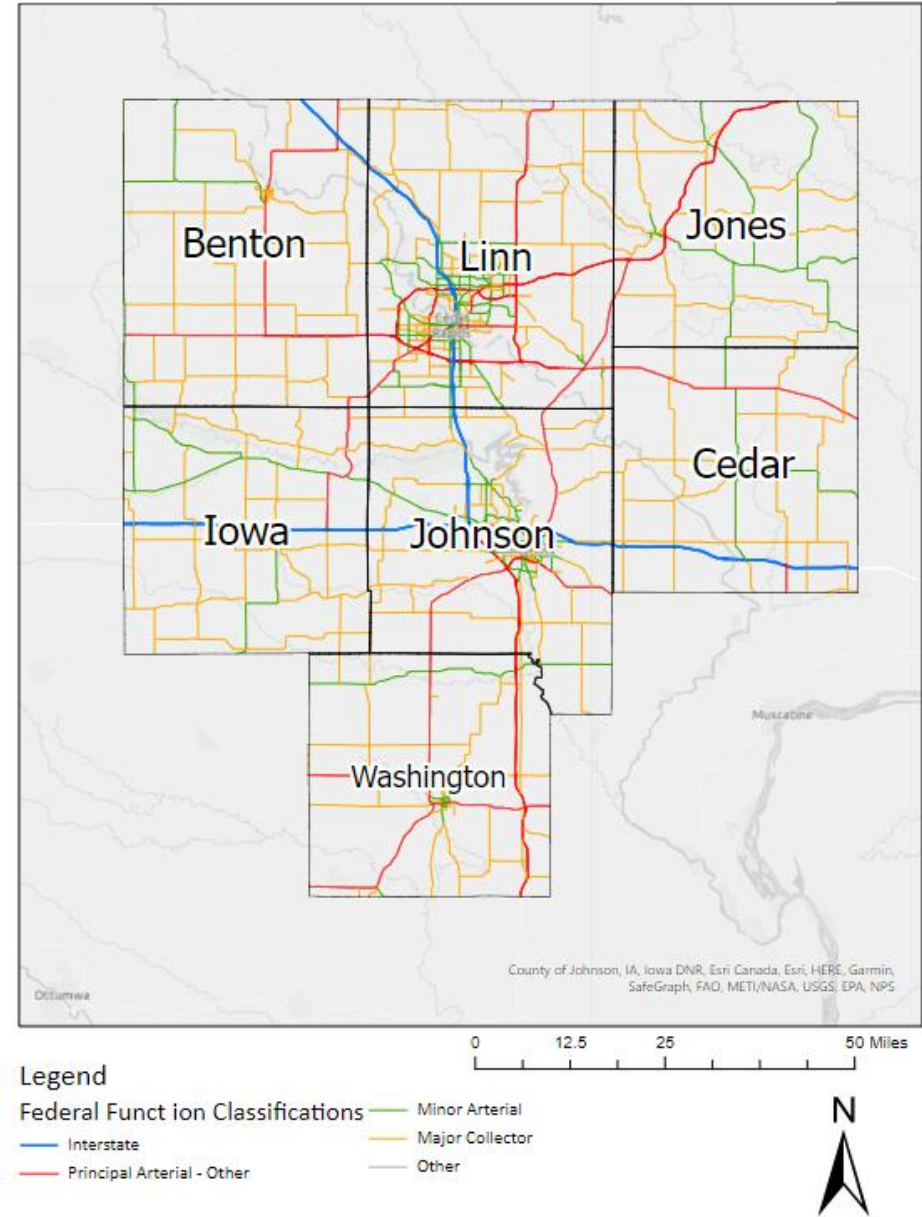 Benton
Linn
Jones
Cedar
Rapids
Cedar
Iowa
Johnson
Muscatine
Washington
County of Johnson, IA, Iowa DNR, Esri Canada, Esri, HERE, Garmin,
SafeGraph, FAO, METI/NASA, USGS, EPA, NPS
Ottumwa
0 12.5 25 50 Miles
Legend
Federal Funct ion Classifications
Interstate
Principal Arterial - Other
Minor Arterial
Major Collector
Other
N